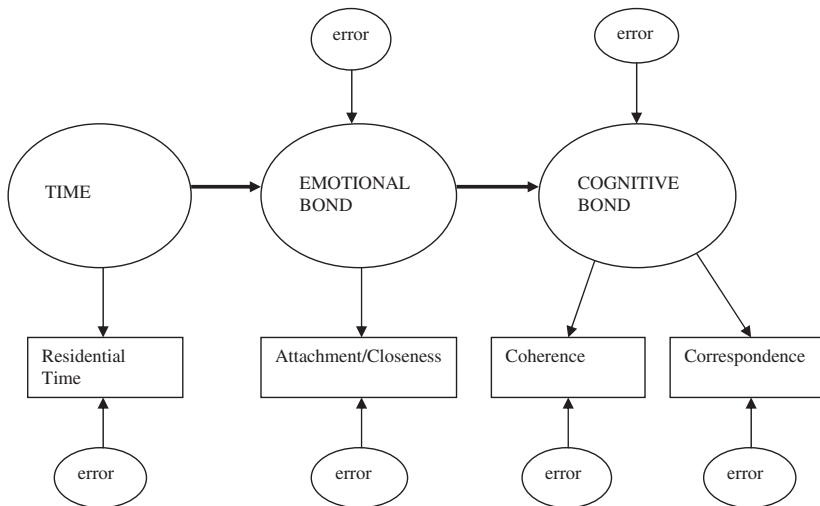 error
error
TIME
EMOTIONAL
BOND
COGNITIVE
BOND
Residential
Time
Attachment/Closeness
Coherence
Correspondence
error
error
error
error